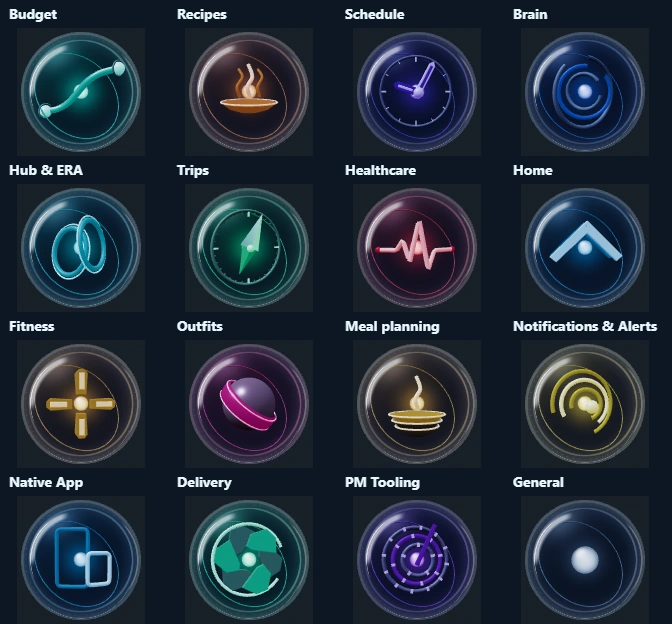 Budget
Recipes
Schedule
Brain
Hub & ERA
Trips
Healthcare
Home
Fitness
Outfits
Meal planning
Notifications & Alerts
Native App
Delivery
PM Tooling
General